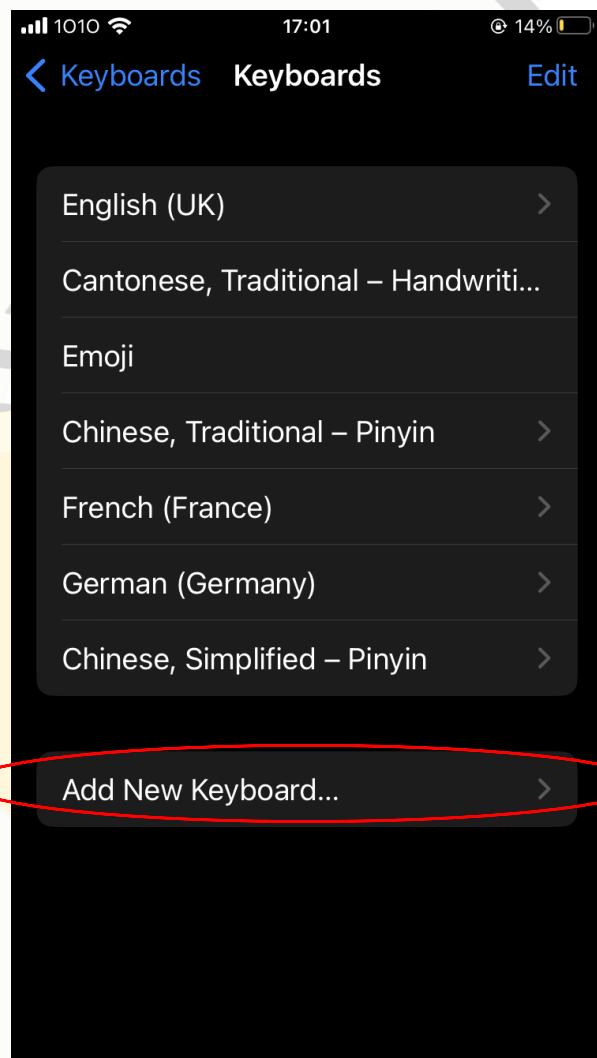 1010 17:01 14%
Keyboards Keyboards Edit
English (UK)
Cantonese, Traditional – Handwriti...
Emoji
Chinese, Traditional – Pinyin
French (France)
German (Germany)
Chinese, Simplified – Pinyin
Add New Keyboard...